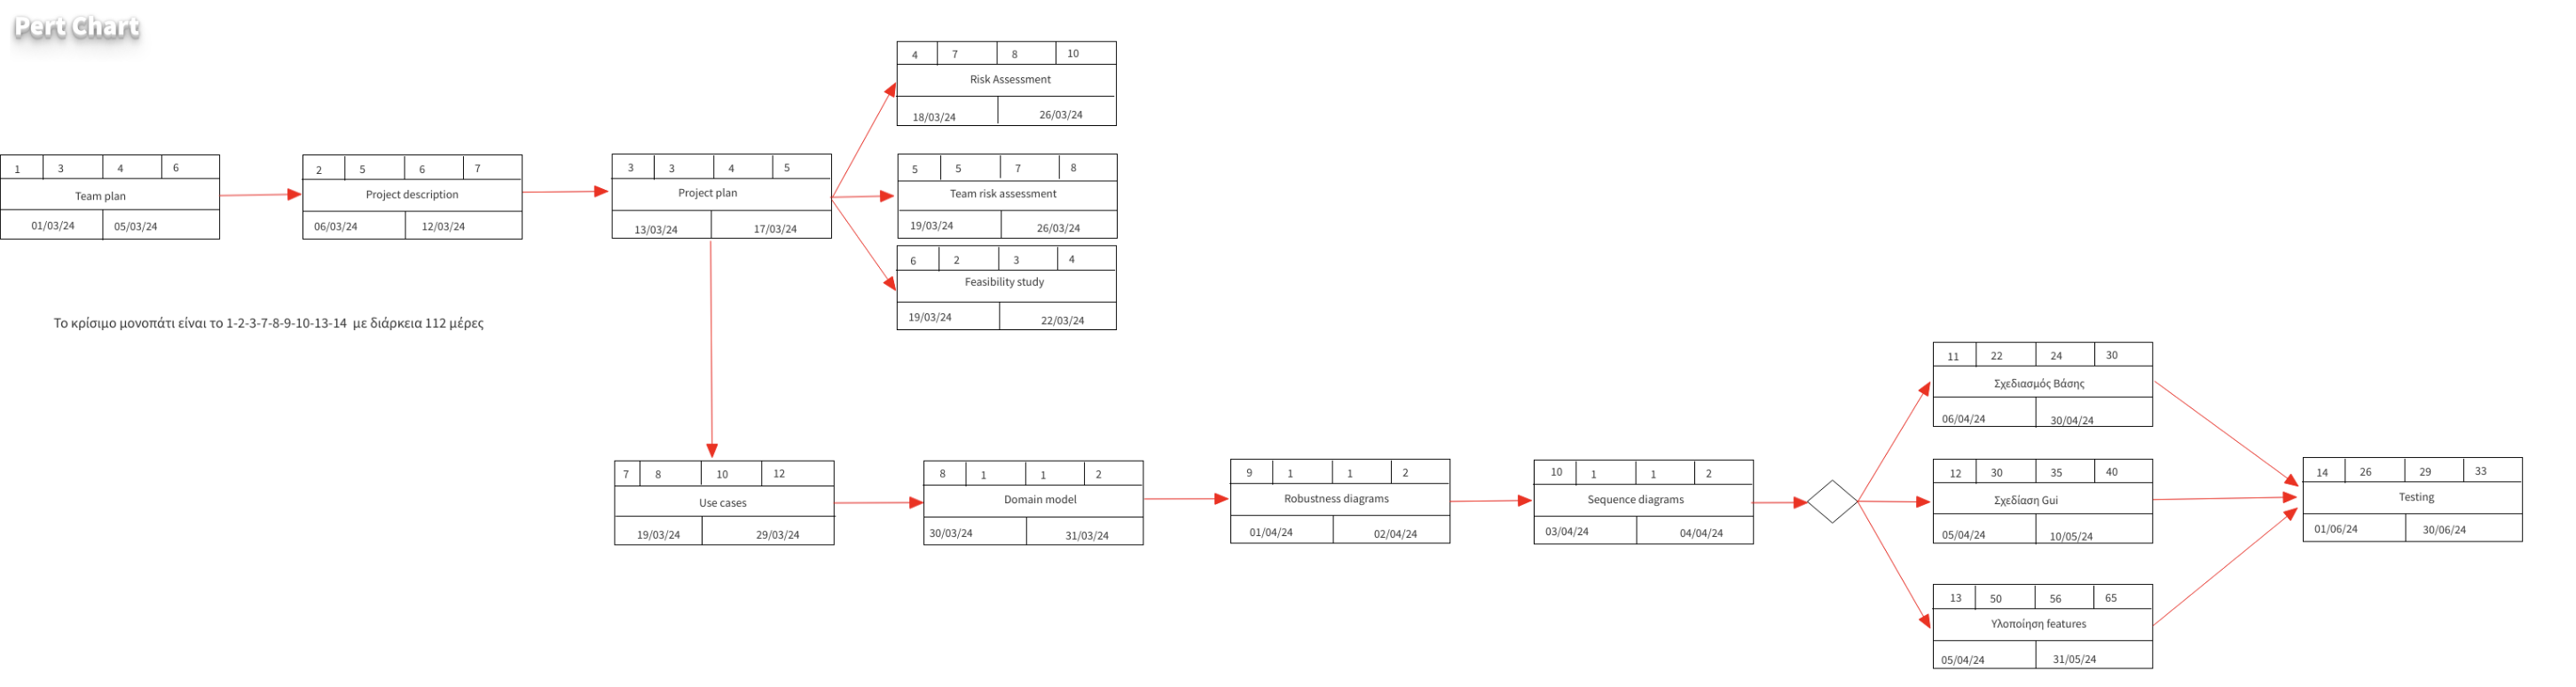 Pert Chart
4 7 8 10
Risk Assessment
18/03/24 26/03/24
1 3 4 6
Team plan
01/03/24 05/03/24
2 5 6 7
Project description
06/03/24 12/03/24
3 3 4 5
Project plan
13/03/24 17/03/24
5 5 7 8
Team risk assessment
19/03/24 26/03/24
6 2 3 4
Feasibility study
19/03/24 22/03/24
Το κρίσιμο μονοπάτι είναι το 1-2-3-7-8-9-10-13-14 με διάρκεια 112 μέρες
7 8 10 12
Use cases
19/03/24 29/03/24
8 1 1 2
Domain model
30/03/24 31/03/24
9 1 1 2
Robustness diagrams
01/04/24 02/04/24
10 1 1 2
Sequence diagrams
03/04/24 04/04/24
11 22 24 30
Σχεδιασμός Βάσης
06/04/24 30/04/24
12 30 35 40
Σχεδίαση Gui
05/04/24 10/05/24
13 50 56 65
Υλοποίηση features
05/04/24 31/05/24
14 26 29 33
Testing
01/06/24 30/06/24